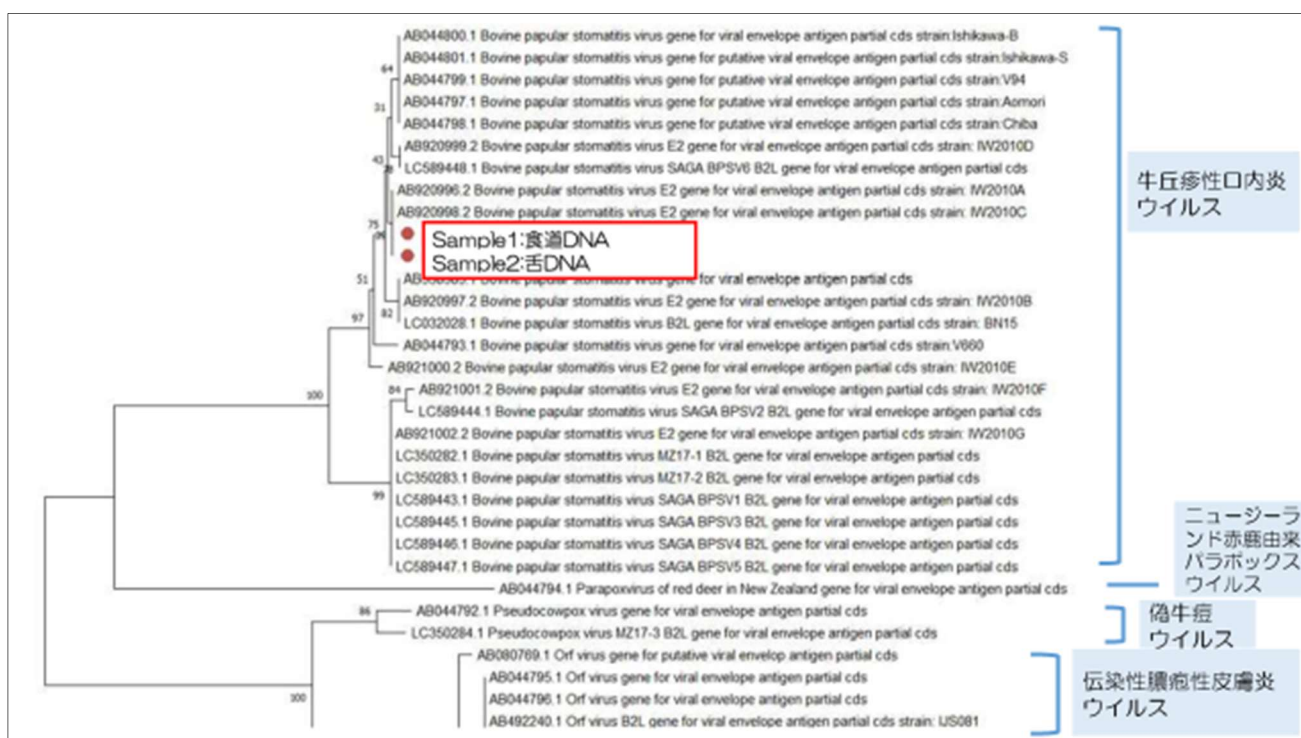 AB044800.1 Bovine papular stomatitis virus gene for viral envelope antigen partial cds strain:Ishikawa-B
AB044801.1 Bovine papular stomatitis virus gene for putative viral envelope antigen partial cds strain:Ishikawa-S
AB044799.1 Bovine papular stomatitis virus gene for putative viral envelope antigen partial cds strain:V94
AB044797.1 Bovine papular stomatitis virus gene for putative viral envelope antigen partial cds strain:Aomori
AB044798.1 Bovine papular stomatitis virus gene for putative viral envelope antigen partial cds strain:Chiba
AB920999.2 Bovine papular stomatitis virus E2 gene for viral envelope antigen partial cds strain: IW2010D
LC589448.1 Bovine papular stomatitis virus SAGA BPSV6 B2L gene for viral envelope antigen partial cds
AB920996.2 Bovine papular stomatitis virus E2 gene for viral envelope antigen partial cds strain: IW2010A
AB920998.2 Bovine papular stomatitis virus E2 gene for viral envelope antigen partial cds strain: IW2010C
Sample1:食道DNA
Sample2:舌DNA
gene for viral envelope antigen partial cds
AB920997.2 Bovine papular stomatitis virus E2 gene for viral envelope antigen partial cds strain: IW2010B
LC032028.1 Bovine papular stomatitis virus B2L gene for viral envelope antigen partial cds strain: BN15
AB044793.1 Bovine papular stomatitis virus gene for viral envelope antigen partial cds strain:V660
AB921000.2 Bovine papular stomatitis virus E2 gene for viral envelope antigen partial cds strain: IW2010E
AB921001.2 Bovine papular stomatitis virus E2 gene for viral envelope antigen partial cds strain: IW2010F
LC589444.1 Bovine papular stomatitis virus SAGA BPSV2 B2L gene for viral envelope antigen partial cds
AB921002.2 Bovine papular stomatitis virus E2 gene for viral envelope antigen partial cds strain: IW2010G
LC350282.1 Bovine papular stomatitis virus MZ17-1 B2L gene for viral envelope antigen partial cds
LC350283.1 Bovine papular stomatitis virus MZ17-2 B2L gene for viral envelope antigen partial cds
LC589443.1 Bovine papular stomatitis virus SAGA BPSV1 B2L gene for viral envelope antigen partial cds
LC589445.1 Bovine papular stomatitis virus SAGA BPSV3 B2L gene for viral envelope antigen partial cds
LC589446.1 Bovine papular stomatitis virus SAGA BPSV4 B2L gene for viral envelope antigen partial cds
LC589447.1 Bovine papular stomatitis virus SAGA BPSV5 B2L gene for viral envelope antigen partial cds
AB044794.1 Parapoxvirus of red deer in New Zealand gene for viral envelope antigen partial cds
AB044792.1 Pseudocowpox virus gene for viral envelope antigen partial cds
LC350284.1 Pseudocowpox virus MZ17-3 B2L gene for viral envelope antigen partial cds
AB080769.1 Orf virus gene for putative viral envelop antigen partial cds
AB044795.1 Orf virus gene for viral envelope antigen partial cds
AB044796.1 Orf virus gene for viral envelope antigen partial cds
AB492240.1 Orf virus B2L gene for viral envelope antigen partial cds strain: IJS081
64
31
43
75
51
82
97
100
84
99
86
100
牛丘疹性口内炎
ウイルス
ニュージーラ
ンド赤鹿由来
パラポックス
ウイルス
偽牛痘
ウイルス
伝染性膿疱性皮膚炎
ウイルス